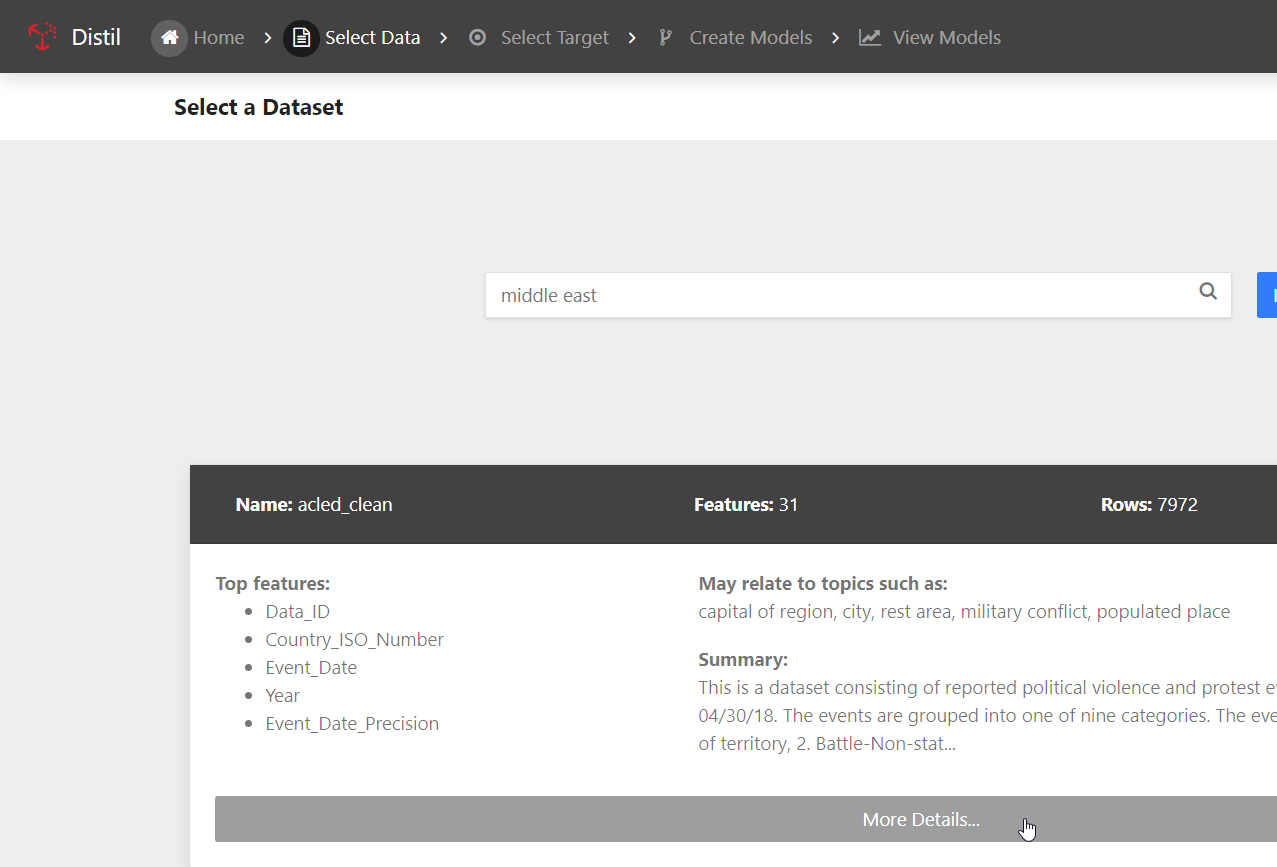 Distil
Home
Select Data
Select Target
Create Models
View Models
Select a Dataset
middle east
Name: acled_clean
Features: 31
Rows: 7972
Top features:
Data_ID
Country_ISO_Number
Event_Date
Year
Event_Date_Precision
May relate to topics such as:
capital of region, city, rest area, military conflict, populated place
Summary:
This is a dataset consisting of reported political violence and protest
04/30/18. The events are grouped into one of nine categories. The
of territory, 2. Battle-Non-stat...
More Details...